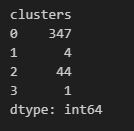 clusters
0    347
1      4
2     44
3      1
dtype: int64